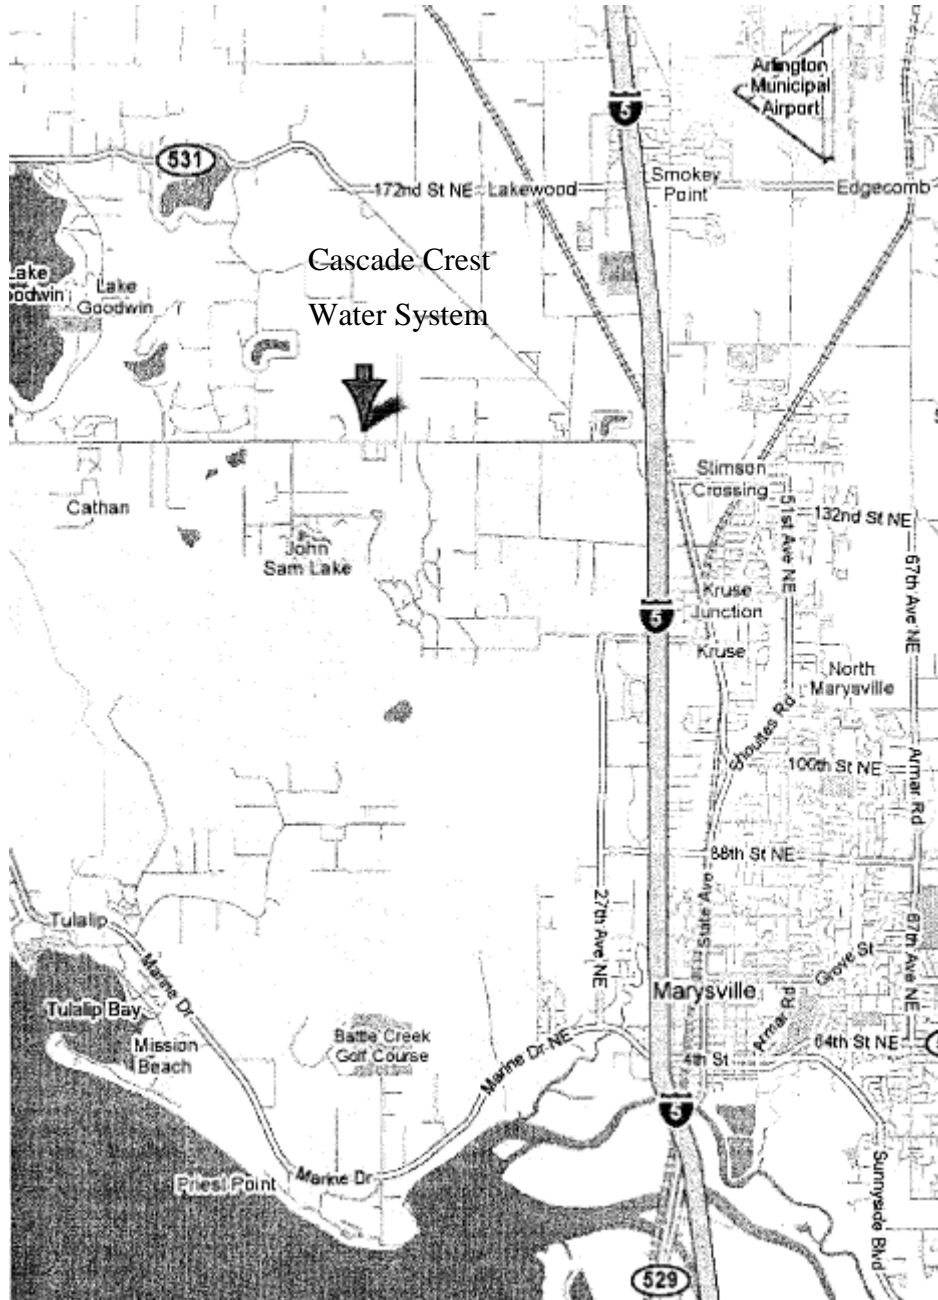 Arlington
Municipal
Airport
5
531
172nd St NE
Lakewood
Smokey
Point
Edgecomb
Cascade Crest
Water System
Lake
Goodwin
Stimson
Crossing
51st Ave NE
132nd St NE
Cathan
John
Sam Lake
67th Ave NE
Kruse
Junction
5
Kruse
North
Marysville
Shoultes Rd
100th St NE
Armar Rd
88th St NE
State Ave
27th Ave NE
Tulalip
Marine Dr
Grove St
67th Ave NE
Marysville
Tulalip Bay
Mission
Beach
Battle Creek
Golf Course
Marine Dr NE
Armar Rd
64th St NE
4th St
5
Priest Point
Marine Dr
Sunnyside Blvd
529